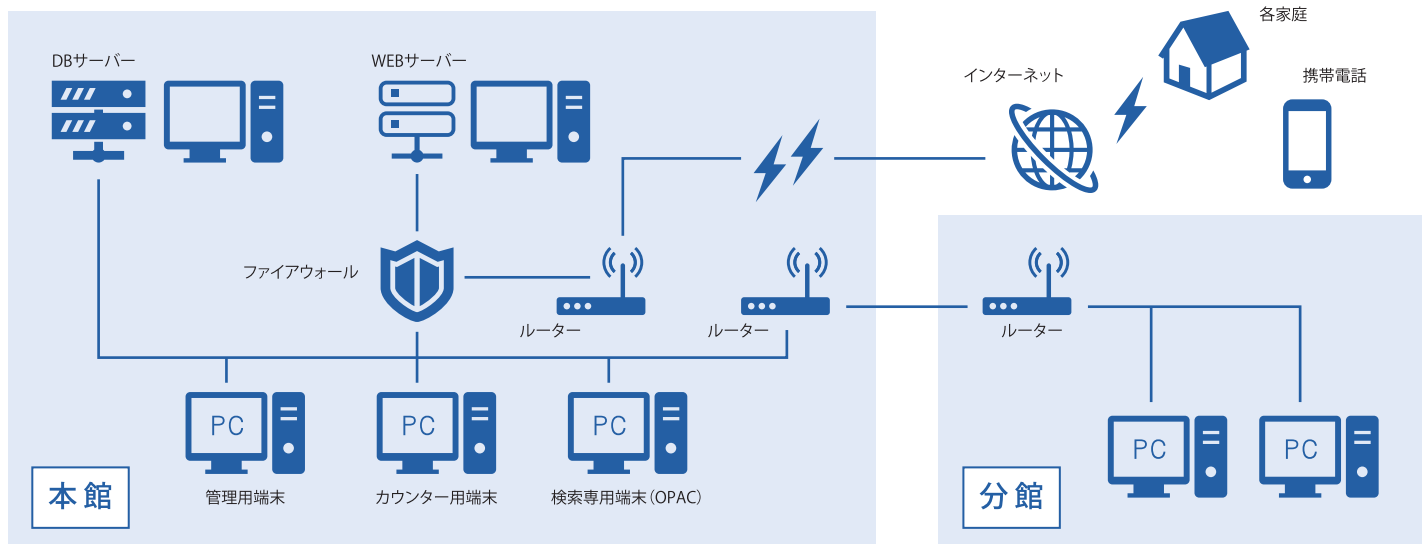 各家庭
DBサーバー
WEBサーバー
インターネット
携帯電話
ファイアウォール
ルーター
ルーター
ルーター
PC
PC
PC
PC
PC
管理用端末
カウンター用端末
検索専用端末(OPAC)
本館
分館